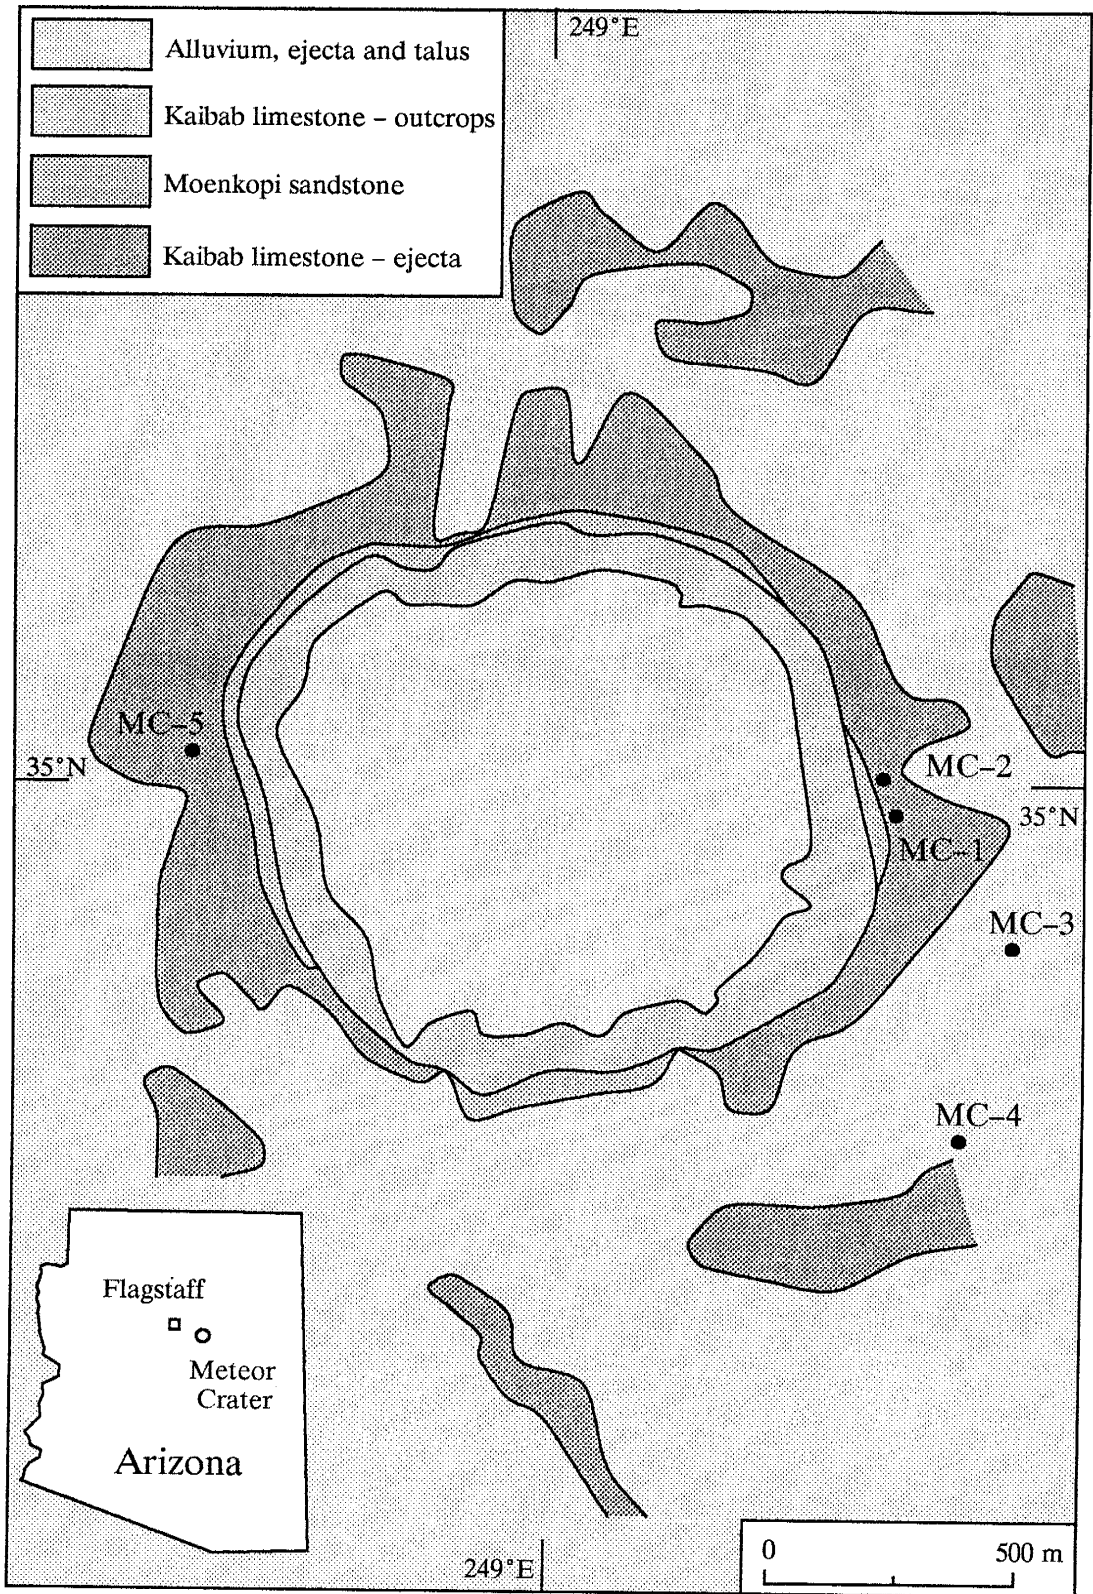 249°E
Alluvium, ejecta and talus
Kaibab limestone – outcrops
Moenkopi sandstone
Kaibab limestone – ejecta
MC–5
35°N
MC–2
35°N
MC–1
MC–3
MC–4
Flagstaff
Meteor
Crater
Arizona
249°E
0 500 m